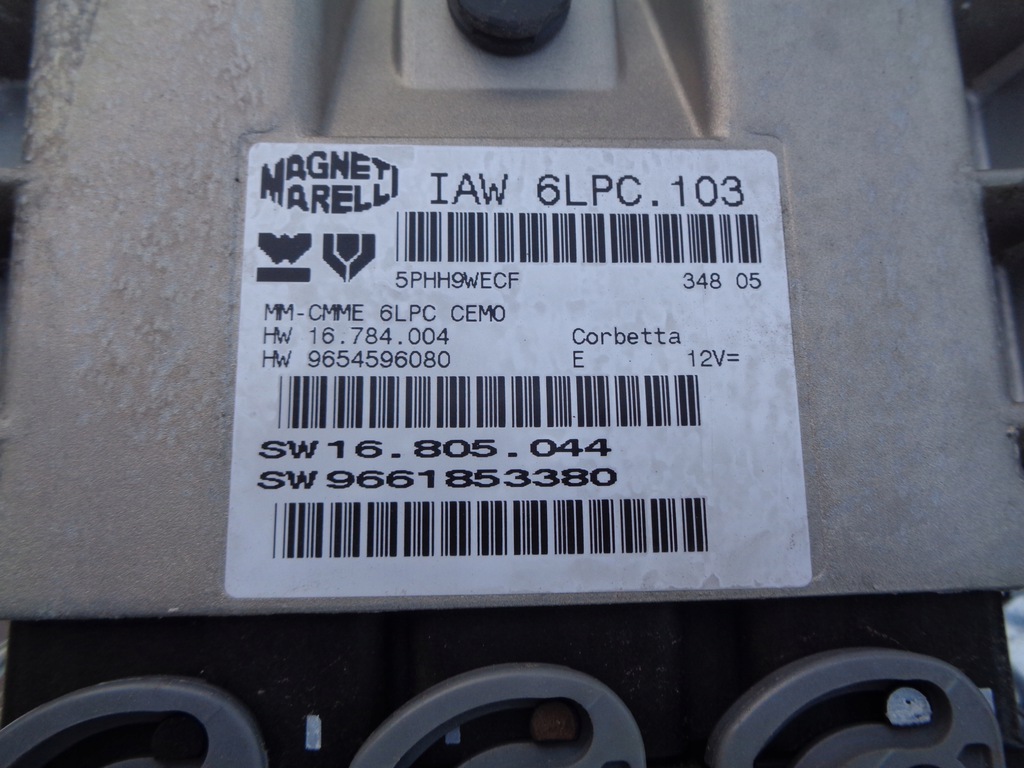 MAGNETI
MARELLI
IAW 6LPC.103
5PHH9WECF 348 05
MM-CMME 6LPC CEMO
HW 16.784.004 Corbetta
HW 9654596080 E 12V=
SW 16.805.044
SW 9661853380